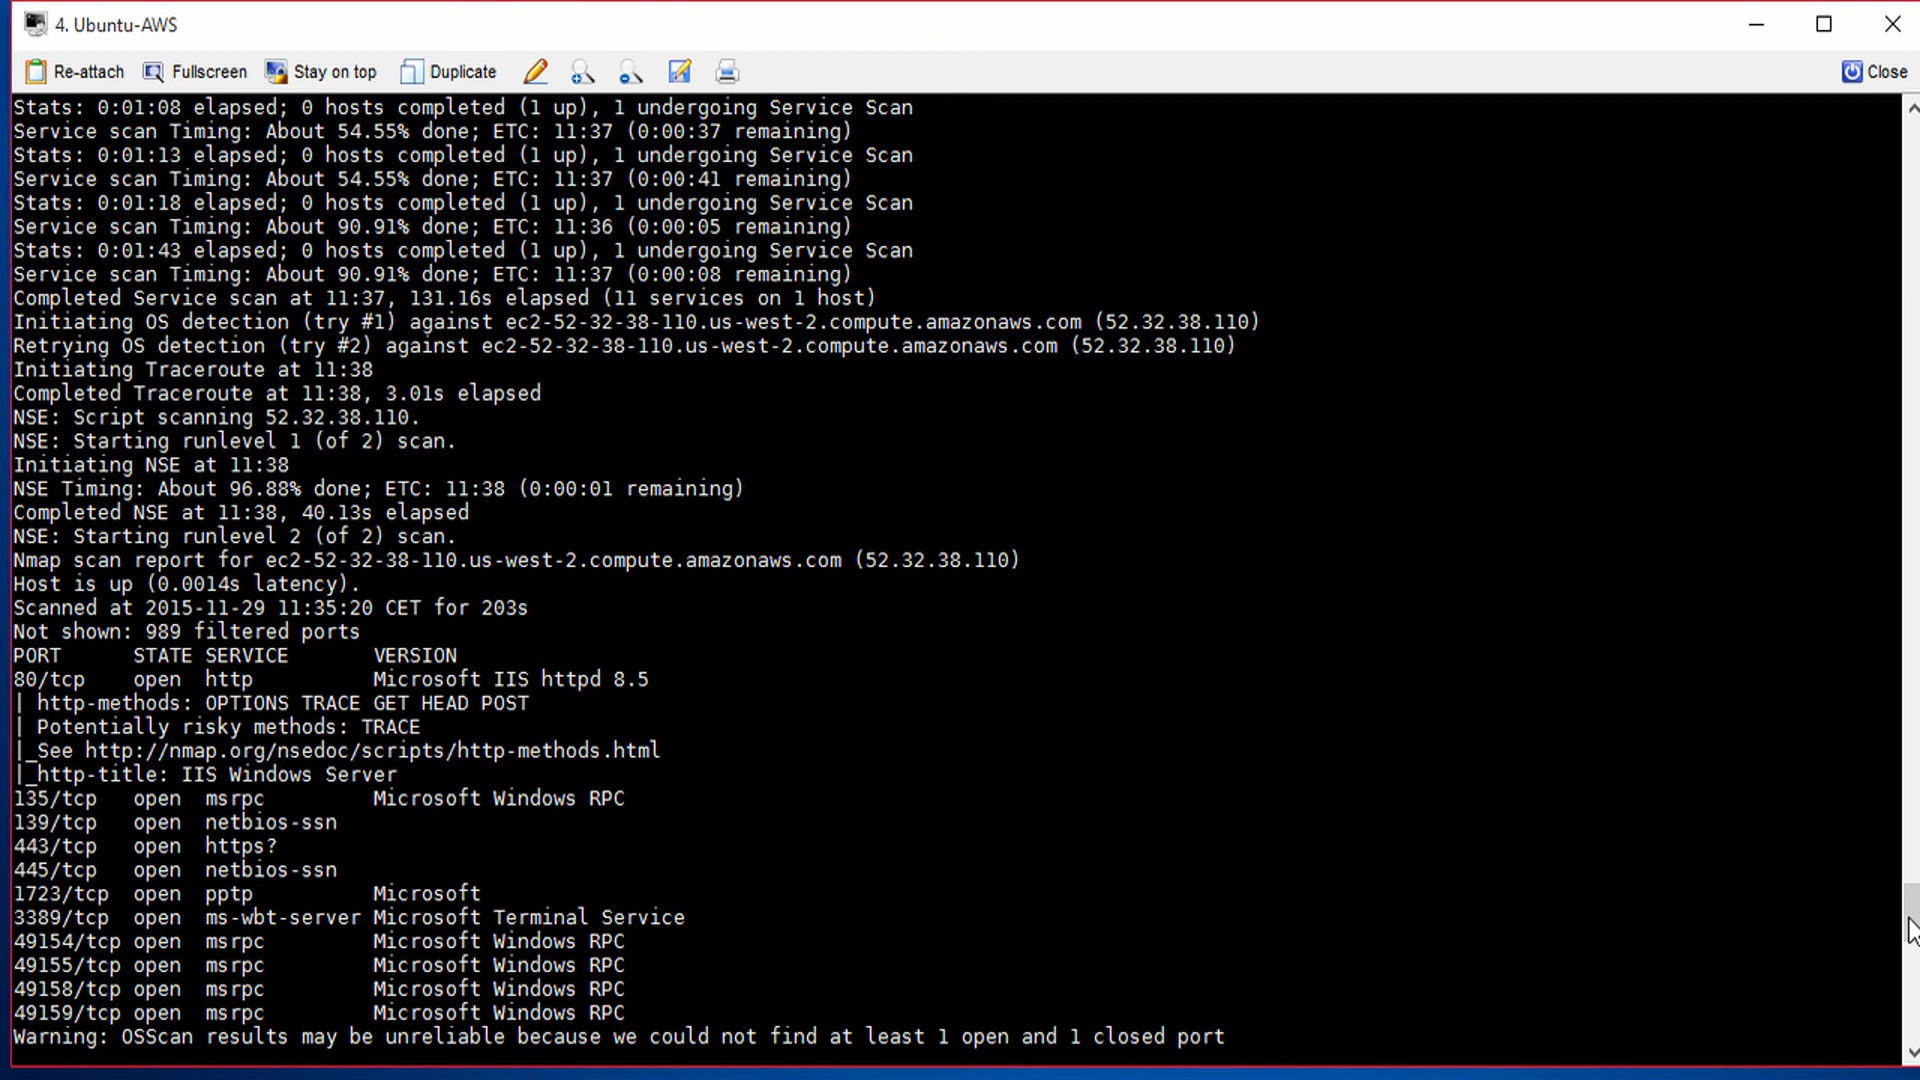 4. Ubuntu-AWS
Re-attach Fullscreen Stay on top Duplicate Close
Stats: 0:01:08 elapsed; 0 hosts completed (1 up), 1 undergoing Service Scan
Service scan Timing: About 54.55% done; ETC: 11:37 (0:00:37 remaining)
Stats: 0:01:13 elapsed; 0 hosts completed (1 up), 1 undergoing Service Scan
Service scan Timing: About 54.55% done; ETC: 11:37 (0:00:41 remaining)
Stats: 0:01:18 elapsed; 0 hosts completed (1 up), 1 undergoing Service Scan
Service scan Timing: About 90.91% done; ETC: 11:36 (0:00:05 remaining)
Stats: 0:01:43 elapsed; 0 hosts completed (1 up), 1 undergoing Service Scan
Service scan Timing: About 90.91% done; ETC: 11:37 (0:00:08 remaining)
Completed Service scan at 11:37, 131.16s elapsed (11 services on 1 host)
Initiating OS detection (try #1) against ec2-52-32-38-110.us-west-2.compute.amazonaws.com (52.32.38.110)
Retrying OS detection (try #2) against ec2-52-32-38-110.us-west-2.compute.amazonaws.com (52.32.38.110)
Initiating Traceroute at 11:38
Completed Traceroute at 11:38, 3.01s elapsed
NSE: Script scanning 52.32.38.110.
NSE: Starting runlevel 1 (of 2) scan.
Initiating NSE at 11:38
NSE Timing: About 96.88% done; ETC: 11:38 (0:00:01 remaining)
Completed NSE at 11:38, 40.13s elapsed
NSE: Starting runlevel 2 (of 2) scan.
Nmap scan report for ec2-52-32-38-110.us-west-2.compute.amazonaws.com (52.32.38.110)
Host is up (0.0014s latency).
Scanned at 2015-11-29 11:35:20 CET for 203s
Not shown: 989 filtered ports
PORT      STATE SERVICE       VERSION
80/tcp    open  http          Microsoft IIS httpd 8.5
| http-methods: OPTIONS TRACE GET HEAD POST
| Potentially risky methods: TRACE
|_See http://nmap.org/nsedoc/scripts/http-methods.html
|_http-title: IIS Windows Server
135/tcp   open  msrpc         Microsoft Windows RPC
139/tcp   open  netbios-ssn
443/tcp   open  https?
445/tcp   open  netbios-ssn
1723/tcp  open  pptp          Microsoft
3389/tcp  open  ms-wbt-server Microsoft Terminal Service
49154/tcp open  msrpc         Microsoft Windows RPC
49155/tcp open  msrpc         Microsoft Windows RPC
49158/tcp open  msrpc         Microsoft Windows RPC
49159/tcp open  msrpc         Microsoft Windows RPC
Warning: OSScan results may be unreliable because we could not find at least 1 open and 1 closed port